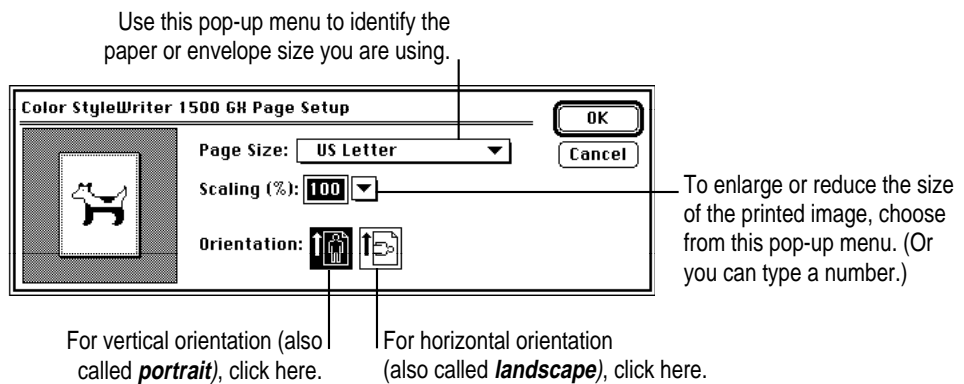 Use this pop-up menu to identify the
paper or envelope size you are using.
Color StyleWriter 1500 GX Page Setup
OK
Page Size: US Letter
Cancel
Scaling (%): 100
To enlarge or reduce the size
of the printed image, choose
from this pop-up menu. (Or
you can type a number.)
Orientation:
For vertical orientation (also
called portrait), click here.
For horizontal orientation
(also called landscape), click here.